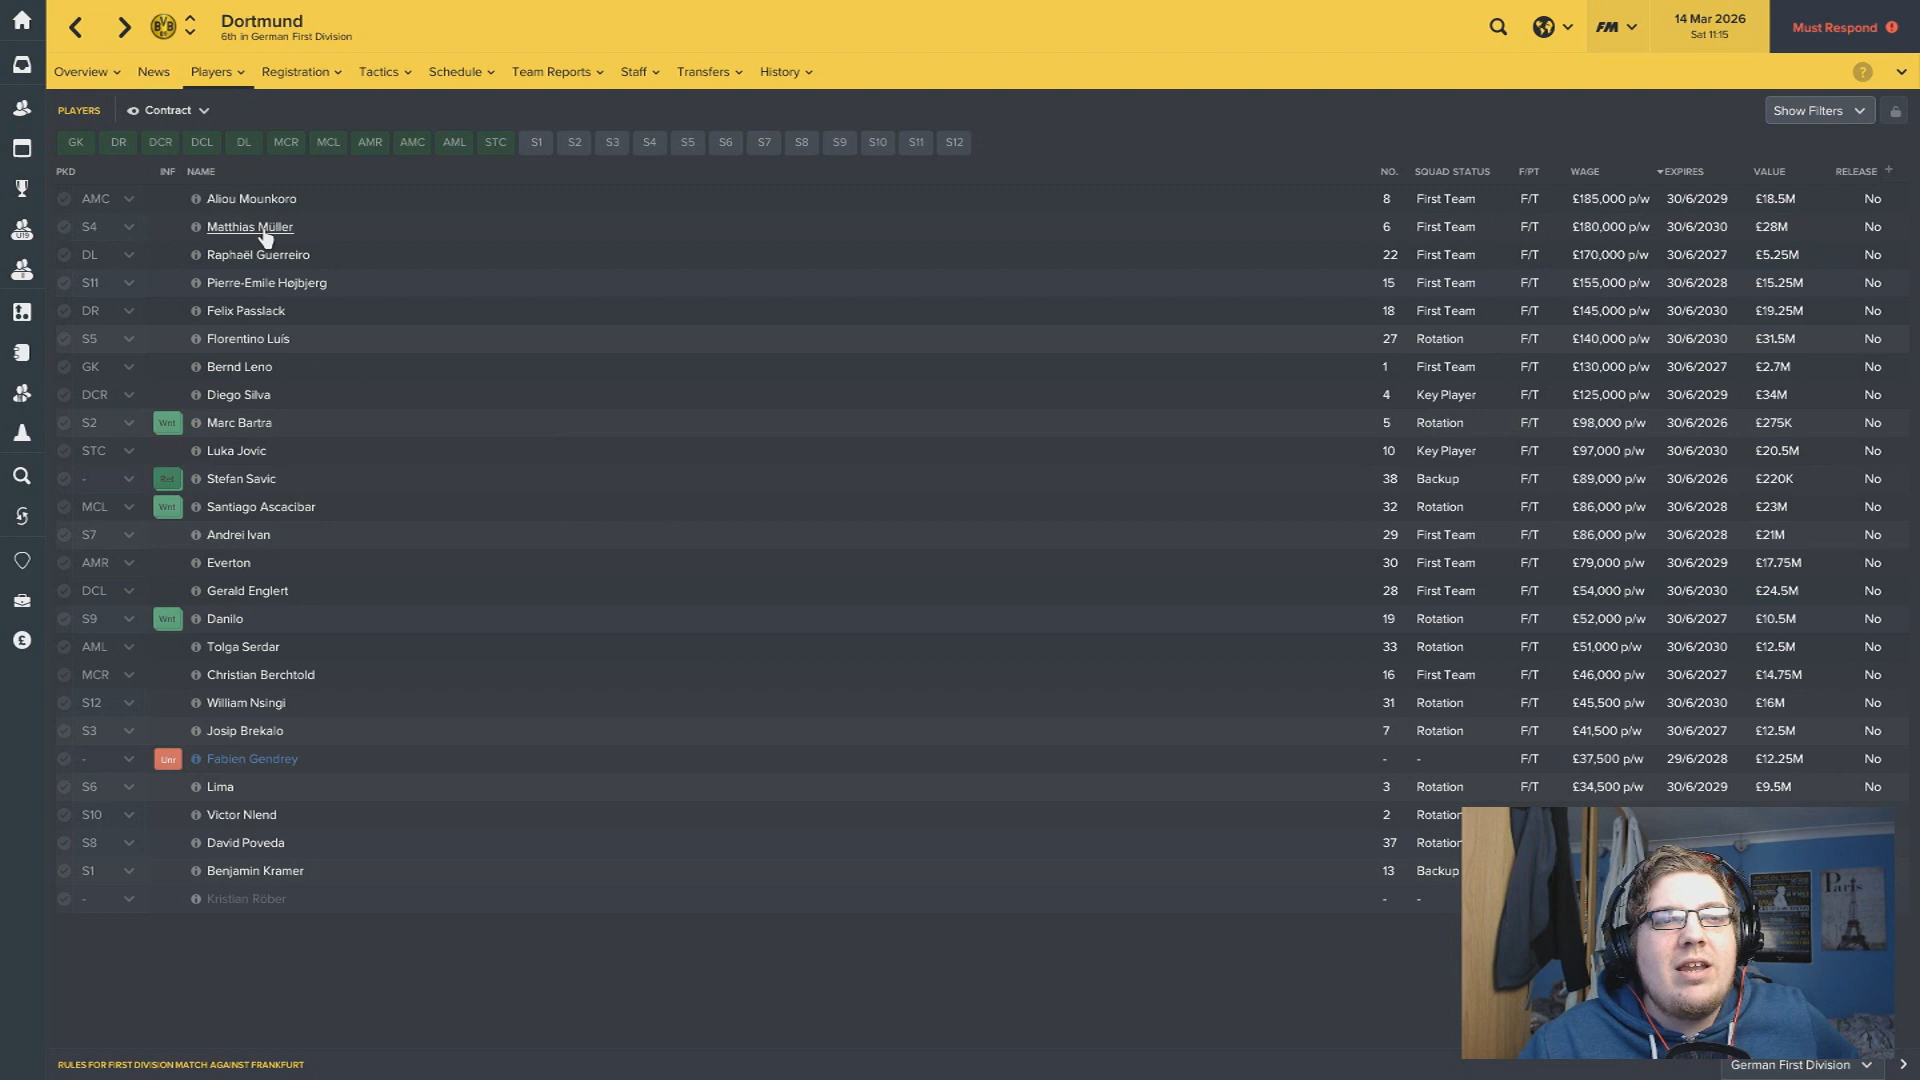 Dortmund
6th in German First Division
FM
14 Mar 2026
Sat 11:15
Must Respond
Overview News Players Registration Tactics Schedule Team Reports Staff Transfers History ?
PLAYERS Contract Show Filters
GK DR DCR DCL DL MCR MCL AMR AMC AML STC S1 S2 S3 S4 S5 S6 S7 S8 S9 S10 S11 S12
PKD INF NAME NO. SQUAD STATUS F/PT WAGE EXPIRES VALUE RELEASE +
AMC Aliou Mounkoro 8 First Team F/T £185,000 p/w 30/6/2029 £18.5M No
S4 Matthias Müller 6 First Team F/T £180,000 p/w 30/6/2030 £28M No
DL Raphaël Guerreiro 22 First Team F/T £170,000 p/w 30/6/2027 £5.25M No
S11 Pierre-Emile Højbjerg 15 First Team F/T £155,000 p/w 30/6/2028 £15.25M No
DR Felix Passlack 18 First Team F/T £145,000 p/w 30/6/2030 £19.25M No
S5 Florentino Luís 27 Rotation F/T £140,000 p/w 30/6/2030 £31.5M No
GK Bernd Leno 1 First Team F/T £130,000 p/w 30/6/2027 £2.7M No
DCR Diego Silva 4 Key Player F/T £125,000 p/w 30/6/2029 £34M No
S2 Wnt Marc Bartra 5 Rotation F/T £98,000 p/w 30/6/2026 £275K No
STC Luka Jovic 10 Key Player F/T £97,000 p/w 30/6/2030 £20.5M No
- Ret Stefan Savic 38 Backup F/T £89,000 p/w 30/6/2026 £220K No
MCL Wnt Santiago Ascacibar 32 Rotation F/T £86,000 p/w 30/6/2028 £23M No
S7 Andrei Ivan 29 First Team F/T £86,000 p/w 30/6/2028 £21M No
AMR Everton 30 First Team F/T £79,000 p/w 30/6/2029 £17.75M No
DCL Gerald Englert 28 First Team F/T £54,000 p/w 30/6/2030 £24.5M No
S9 Wnt Danilo 19 Rotation F/T £52,000 p/w 30/6/2027 £10.5M No
AML Tolga Serdar 33 Rotation F/T £51,000 p/w 30/6/2030 £12.5M No
MCR Christian Berchtold 16 First Team F/T £46,000 p/w 30/6/2027 £14.75M No
S12 William Nsingi 31 Rotation F/T £45,500 p/w 30/6/2030 £16M No
S3 Josip Brekalo 7 Rotation F/T £41,500 p/w 30/6/2027 £12.5M No
- Unr Fabien Gendrey - - F/T £37,500 p/w 29/6/2028 £12.25M No
S6 Lima 3 Rotation F/T £34,500 p/w 30/6/2029 £9.5M No
S10 Victor Nlend 2 Rotation
S8 David Poveda 37 Rotation
S1 Benjamin Kramer 13 Backup
- Kristian Röber - -
Paris
RULES FOR FIRST DIVISION MATCH AGAINST FRANKFURT
German First Division